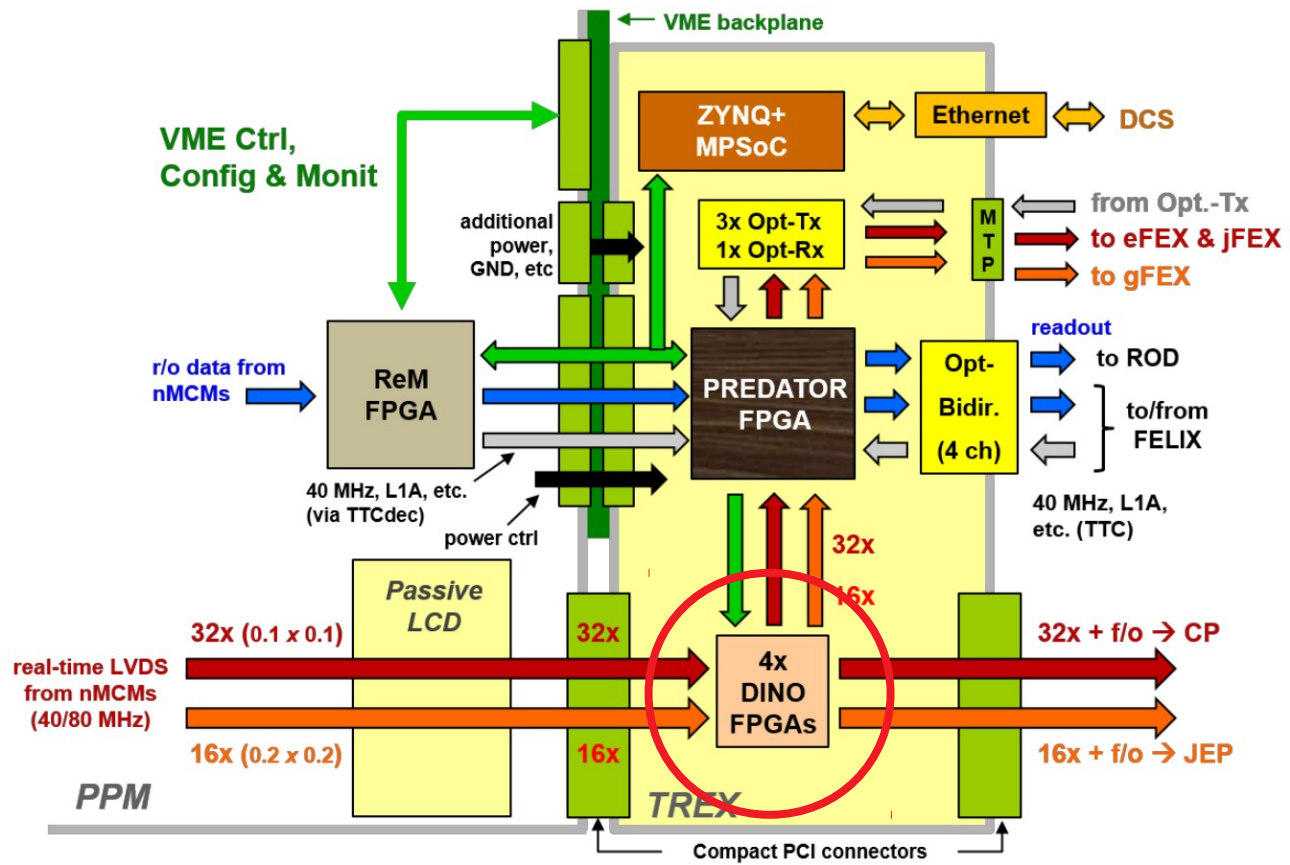 VME backplane
ZYNQ+
MPSoC
Ethernet
DCS
VME Ctrl,
Config & Monit
additional
power,
GND, etc
3x Opt-Tx
1x Opt-Rx
M
T
P
from Opt.-Tx
to eFEX & jFEX
to gFEX
r/o data from
nMCMs
ReM
FPGA
PREDATOR
FPGA
Opt-
Bidir.
(4 ch)
readout
to ROD
to/from
FELIX
40 MHz, L1A, etc.
(via TTCdec)
power ctrl
40 MHz, L1A,
etc. (TTC)
32x
16x
Passive
LCD
32x (0.1 x 0.1)
32x
real-time LVDS
from nMCMs
(40/80 MHz)
4x
DINO
FPGAs
32x + f/o → CP
16x (0.2 x 0.2)
16x
16x + f/o → JEP
PPM
TREX
Compact PCI connectors